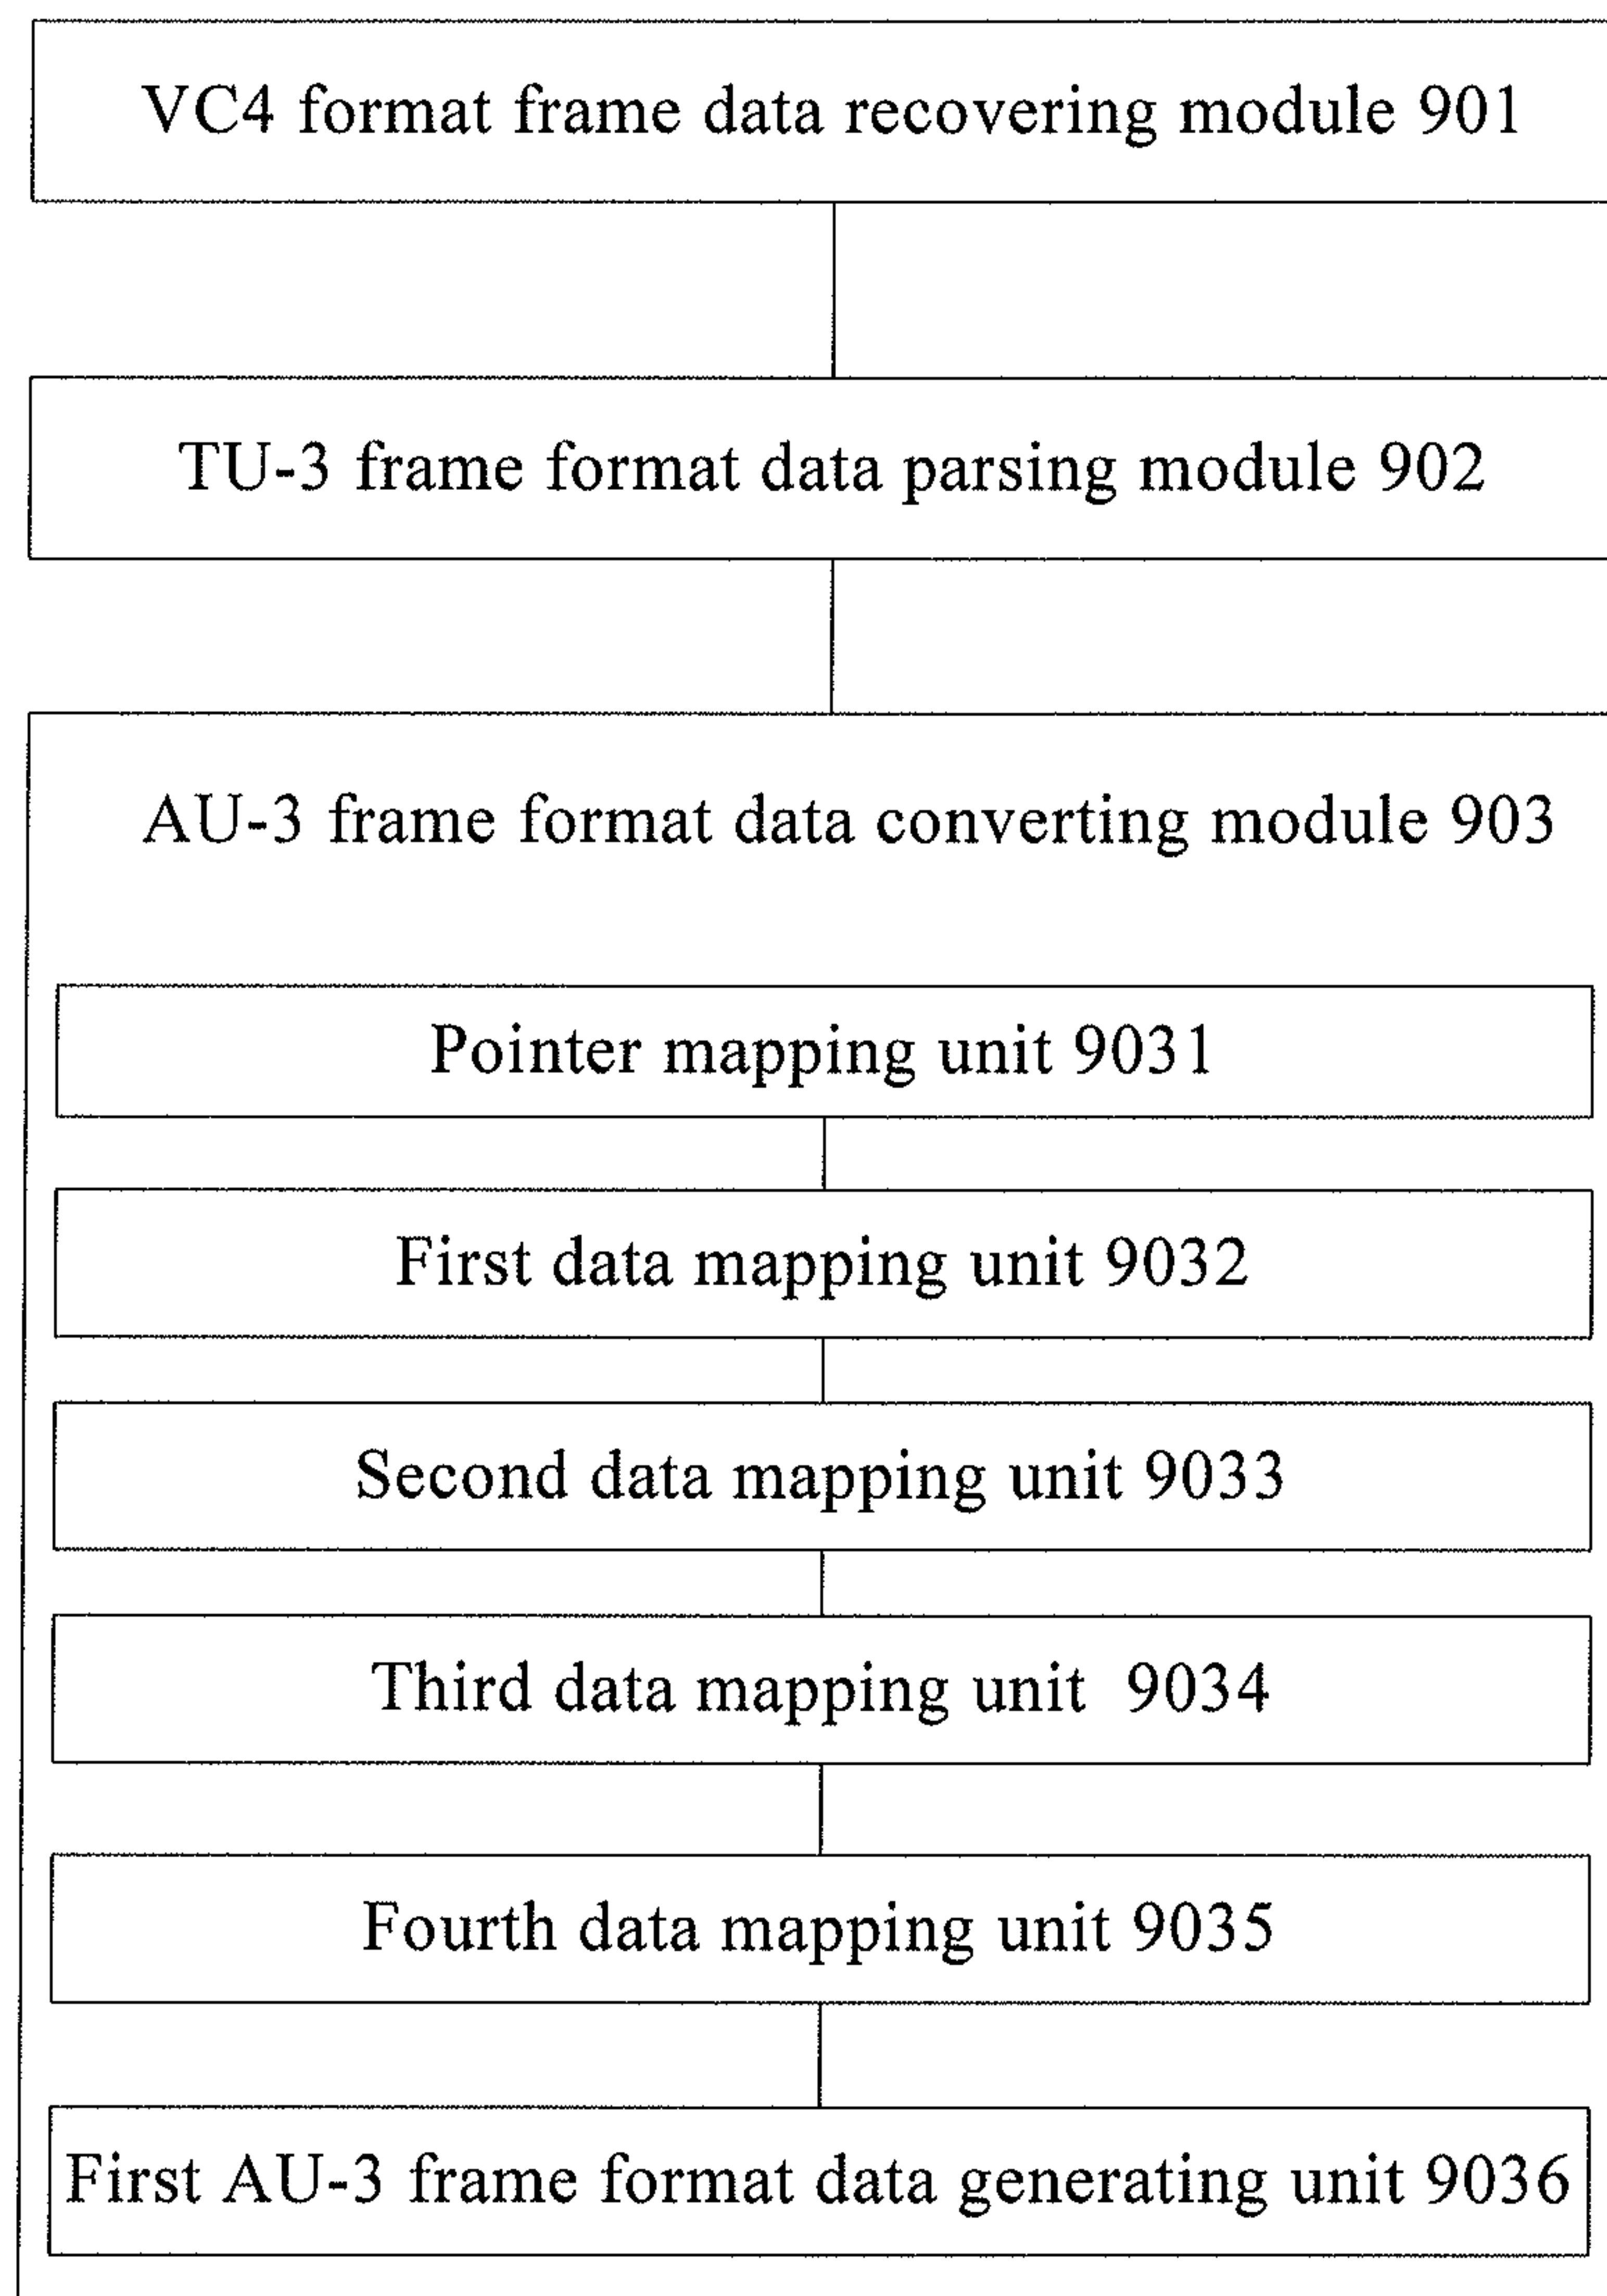 VC4 format frame data recovering module 901
TU-3 frame format data parsing module 902
AU-3 frame format data converting module 903
Pointer mapping unit 9031
First data mapping unit 9032
Second data mapping unit 9033
Third data mapping unit 9034
Fourth data mapping unit 9035
First AU-3 frame format data generating unit 9036